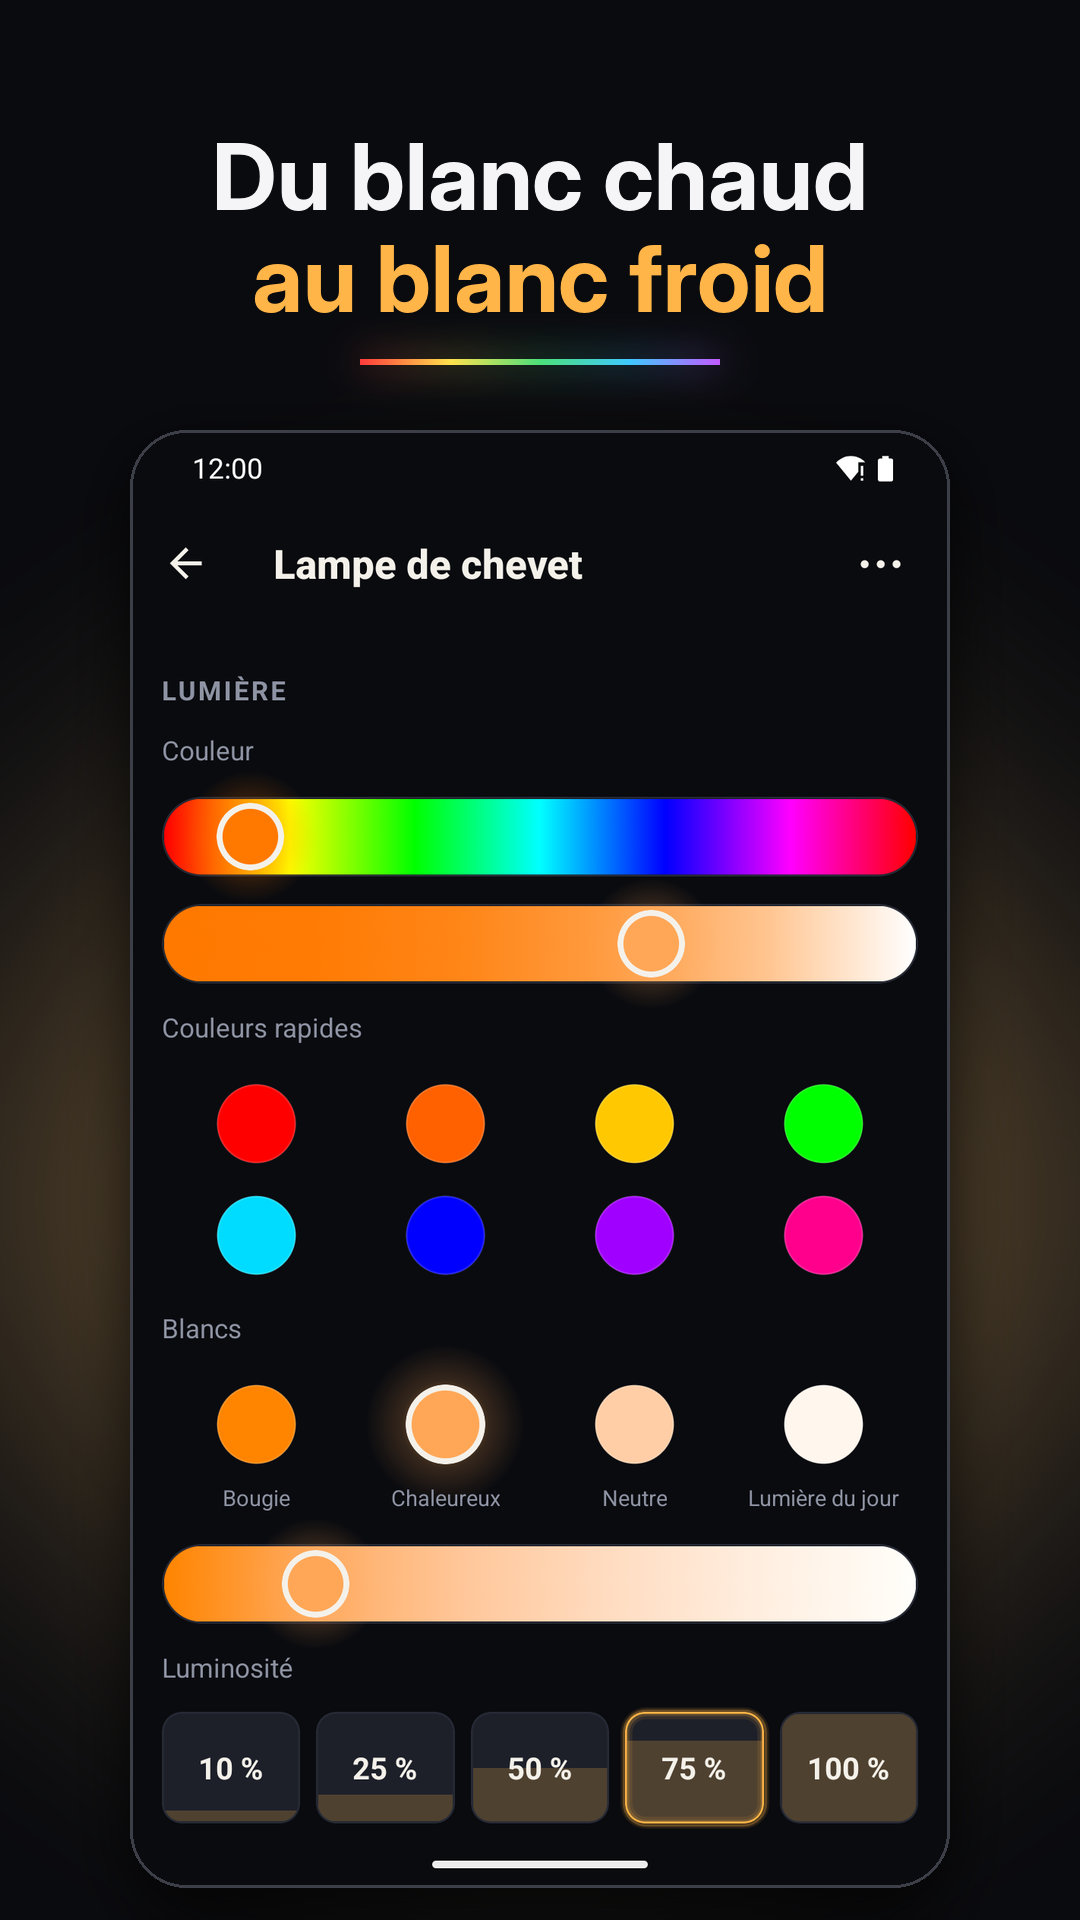 Du blanc chaud
au blanc froid
12:00
Lampe de chevet
LUMIÈRE
Couleur
Couleurs rapides
Blancs
Bougie
Chaleureux
Neutre
Lumière du jour
Luminosité
10 %
25 %
50 %
75 %
100 %